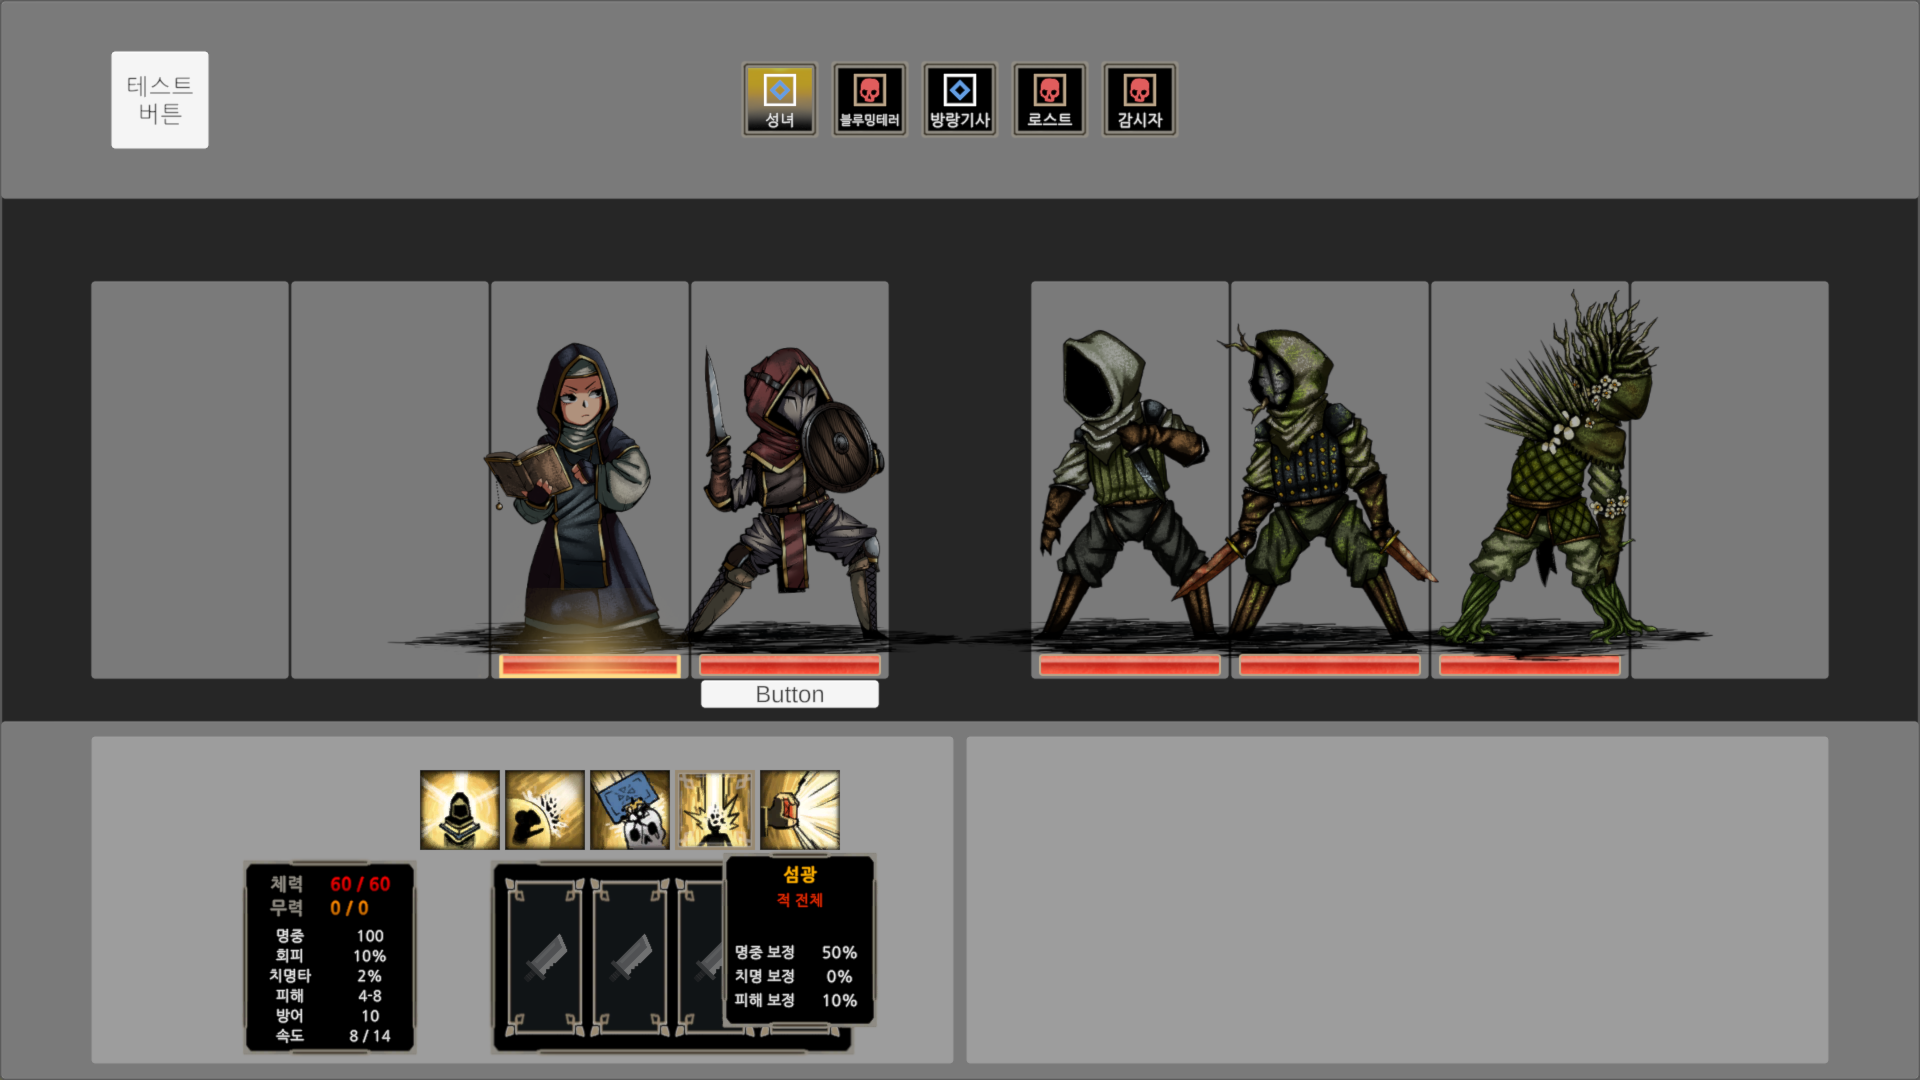 테스트
버튼
성녀
블루밍테러
방랑기사
로스트
감시자
Button
체력 60 / 60
무력 0 / 0
명중 100
회피 10%
치명타 2%
피해 4-8
방어 10
속도 8 / 14
섬광
적 전체
명중 보정 50%
치명 보정 0%
피해 보정 10%